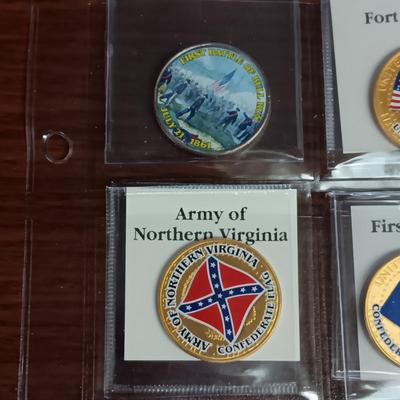 FIRST BATTLE OF BULL RUN
JULY 21, 1861
Fort
Army of
Northern Virginia
ARMY OF NORTHERN VIRGINIA
CONFEDERATE FLAG
Firs